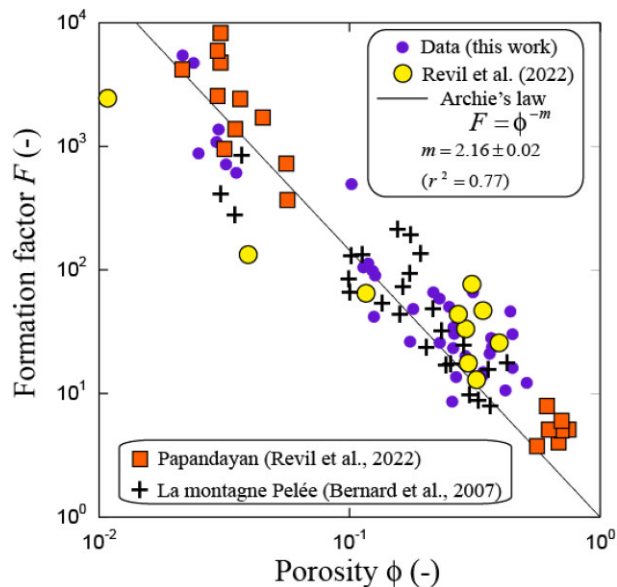 10⁴
10³
10²
10¹
10⁰
10⁻²
10⁻¹
10⁰
Formation factor F (-)
Porosity ϕ (-)
Data (this work)
Revil et al. (2022)
Archie's law
F = ϕ⁻ᵐ
m = 2.16 ± 0.02
(r² = 0.77)
Papandayan (Revil et al., 2022)
La montagne Pelée (Bernard et al., 2007)